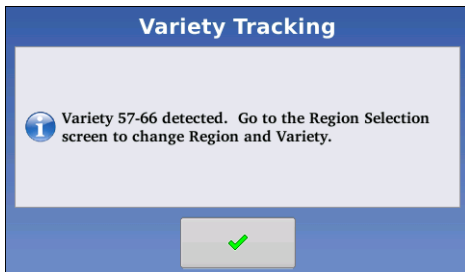 Variety Tracking
Variety 57-66 detected.  Go to the Region Selection
screen to change Region and Variety.